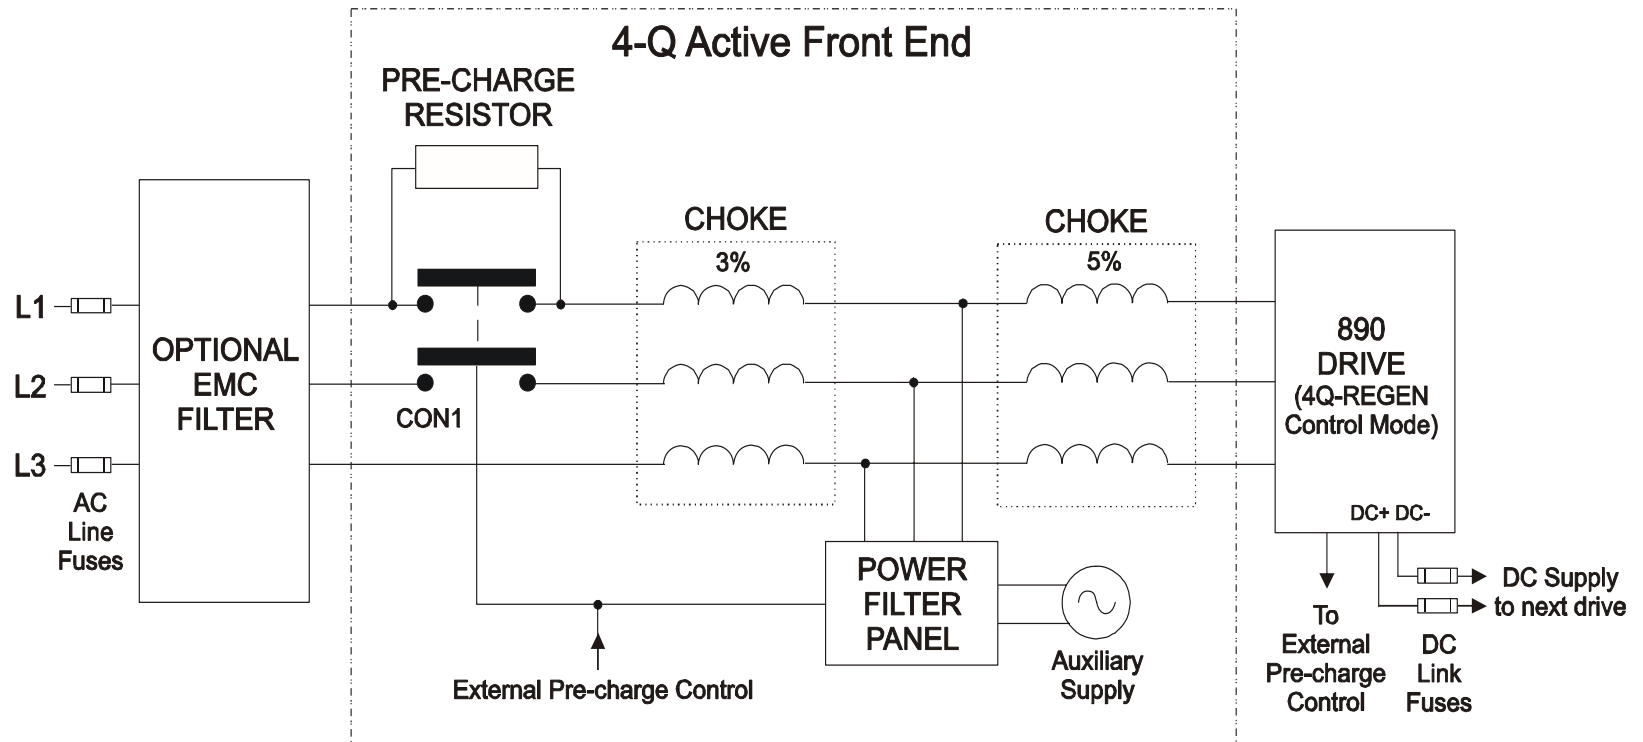 4-Q Active Front End
PRE-CHARGE
RESISTOR
CHOKE
3%
CHOKE
5%
L1
L2
L3
AC
Line
Fuses
OPTIONAL
EMC
FILTER
CON1
890
DRIVE
(4Q-REGEN
Control Mode)
DC+ DC-
POWER
FILTER
PANEL
Auxiliary
Supply
External Pre-charge Control
To
External
Pre-charge
Control
DC
Link
Fuses
DC Supply
to next drive